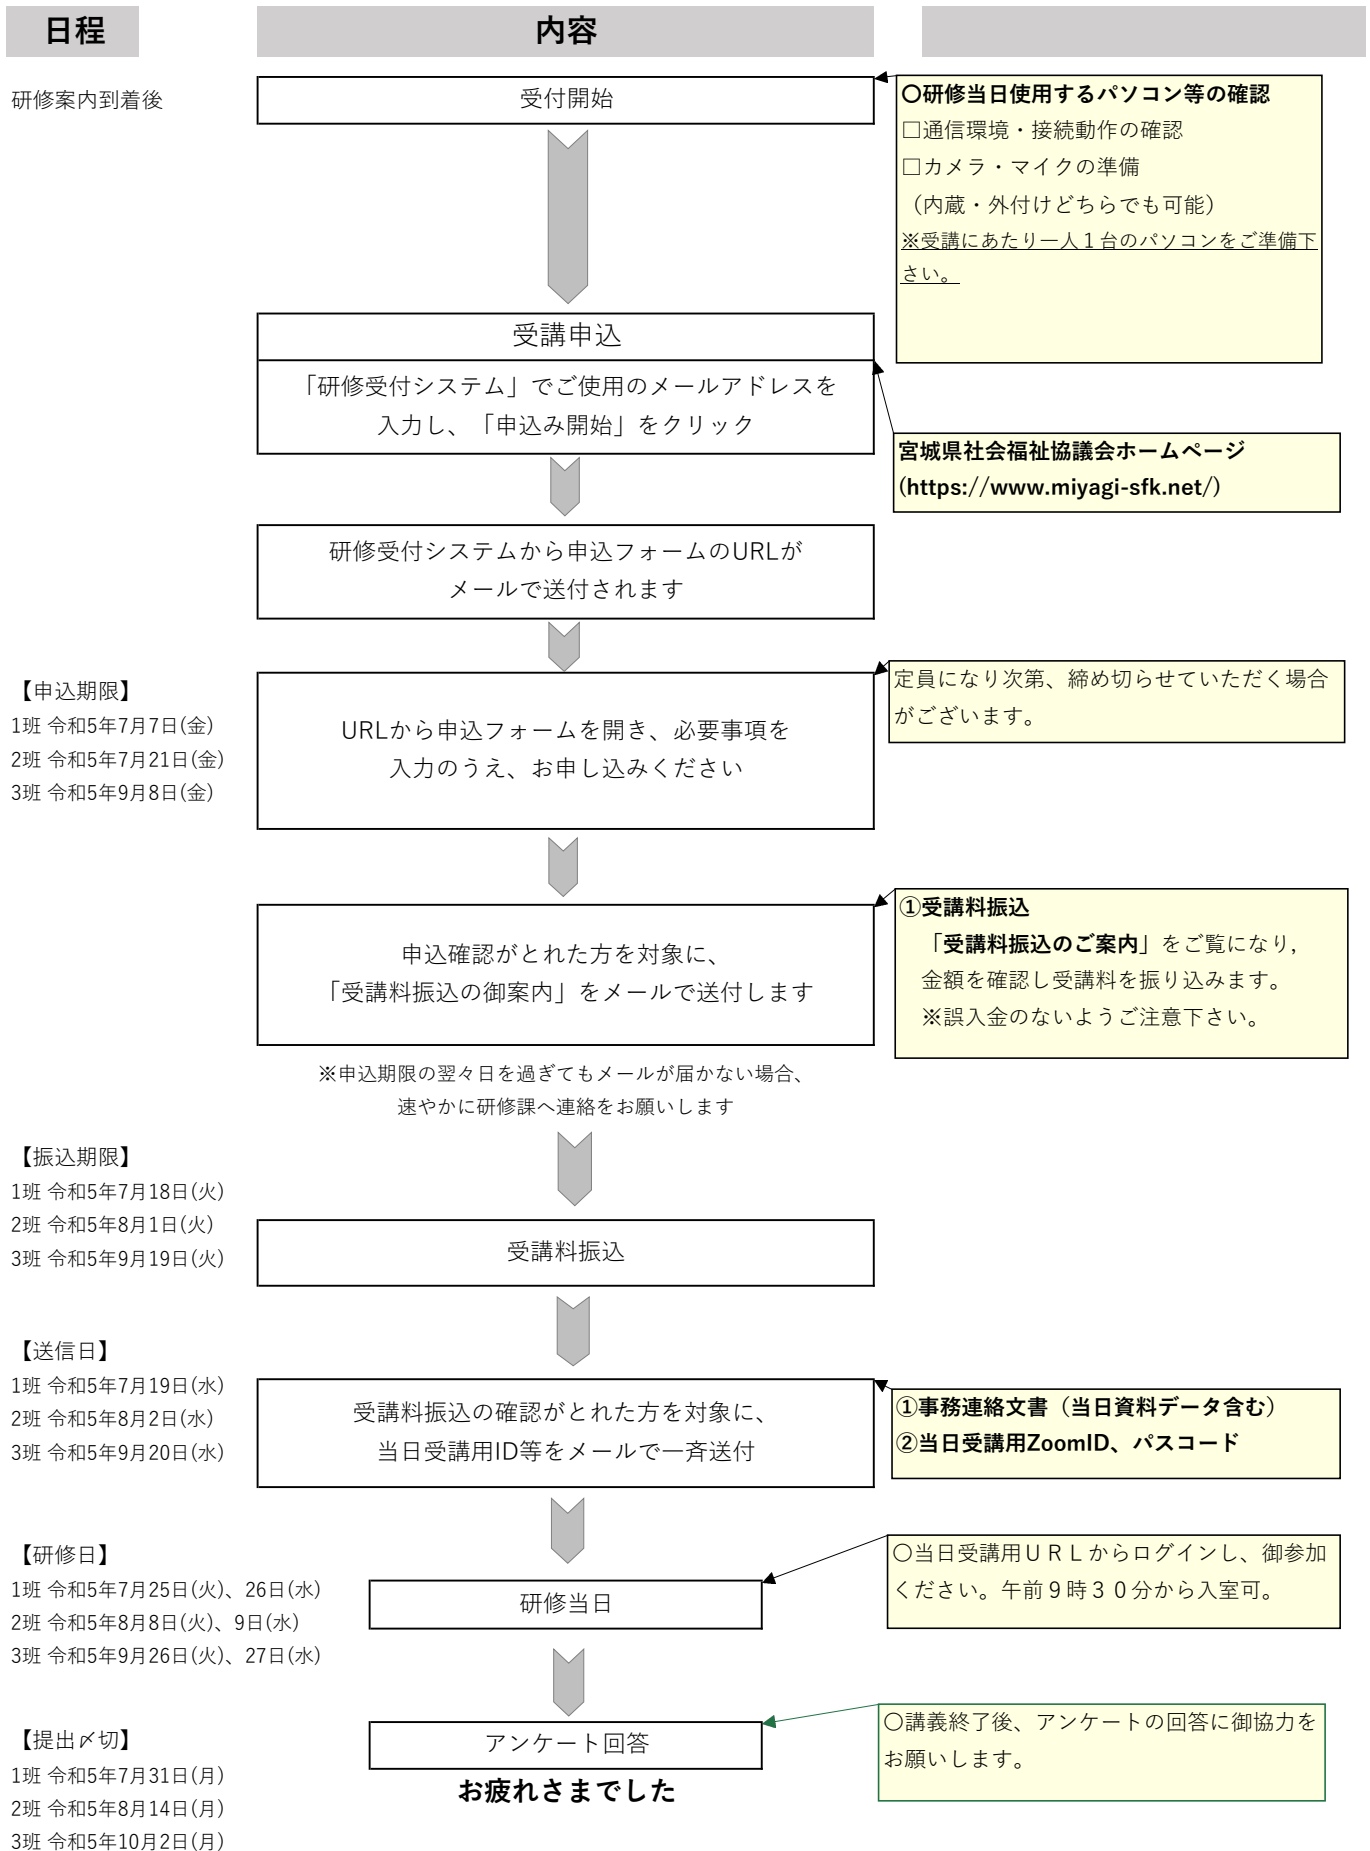 日程
内容
研修案内到着後
受付開始
〇研修当日使用するパソコン等の確認
□通信環境・接続動作の確認
□カメラ・マイクの準備
（内蔵・外付けどちらでも可能）
※受講にあたり一人１台のパソコンをご準備下
さい。
受講申込
「研修受付システム」でご使用のメールアドレスを
入力し、「申込み開始」をクリック
宮城県社会福祉協議会ホームページ
(https://www.miyagi-sfk.net/)
研修受付システムから申込フォームのURLが
メールで送付されます
【申込期限】
1班 令和5年7月7日(金)
2班 令和5年7月21日(金)
3班 令和5年9月8日(金)
URLから申込フォームを開き、必要事項を
入力のうえ、お申し込みください
定員になり次第、締め切らせていただく場合
がございます。
申込確認がとれた方を対象に、
「受講料振込の御案内」をメールで送付します
①受講料振込
「受講料振込のご案内」をご覧になり,
金額を確認し受講料を振り込みます。
※誤入金のないようご注意下さい。
※申込期限の翌々日を過ぎてもメールが届かない場合、
速やかに研修課へ連絡をお願いします
【振込期限】
1班 令和5年7月18日(火)
2班 令和5年8月1日(火)
3班 令和5年9月19日(火)
受講料振込
【送信日】
1班 令和5年7月19日(水)
2班 令和5年8月2日(水)
3班 令和5年9月20日(水)
受講料振込の確認がとれた方を対象に、
当日受講用ID等をメールで一斉送付
①事務連絡文書（当日資料データ含む）
②当日受講用ZoomID、パスコード
【研修日】
1班 令和5年7月25日(火)、26日(水)
2班 令和5年8月8日(火)、9日(水)
3班 令和5年9月26日(火)、27日(水)
研修当日
〇当日受講用ＵＲＬからログインし、御参加
ください。午前９時３０分から入室可。
【提出〆切】
1班 令和5年7月31日(月)
2班 令和5年8月14日(月)
3班 令和5年10月2日(月)
アンケート回答
お疲れさまでした
〇講義終了後、アンケートの回答に御協力を
お願いします。